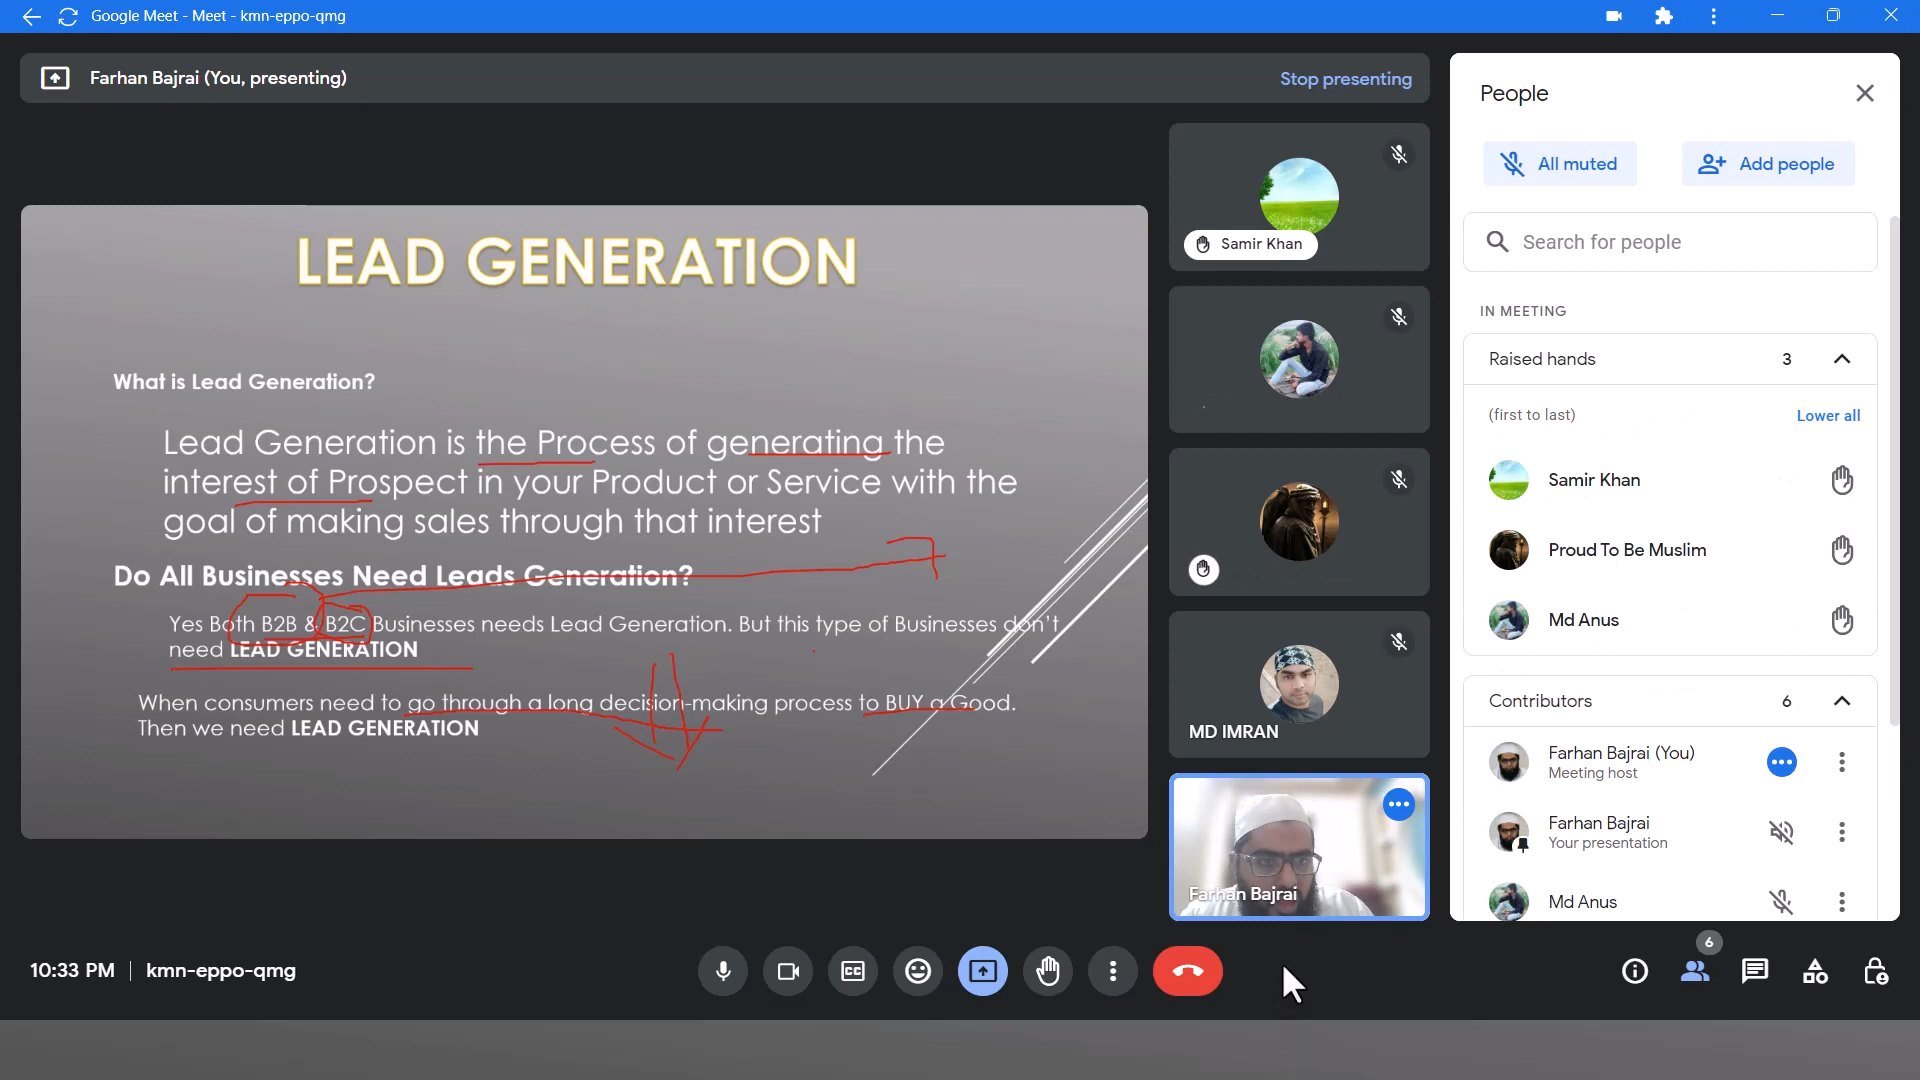 Google Meet - Meet - kmn-eppo-qmg
Farhan Bajrai (You, presenting)
Stop presenting
LEAD GENERATION
What is Lead Generation?
Lead Generation is the Process of generating the
interest of Prospect in your Product or Service with the
goal of making sales through that interest
Do All Businesses Need Leads Generation?
Yes Both B2B & B2C Businesses needs Lead Generation. But this type of Businesses don't
need LEAD GENERATION
When consumers need to go through a long decision-making process to BUY a Good.
Then we need LEAD GENERATION
Samir Khan
MD IMRAN
Farhan Bajrai
People
All muted
Add people
Search for people
IN MEETING
Raised hands 3
(first to last) Lower all
Samir Khan
Proud To Be Muslim
Md Anus
Contributors 6
Farhan Bajrai (You)
Meeting host
Farhan Bajrai
Your presentation
Md Anus
10:33 PM | kmn-eppo-qmg
CC
6